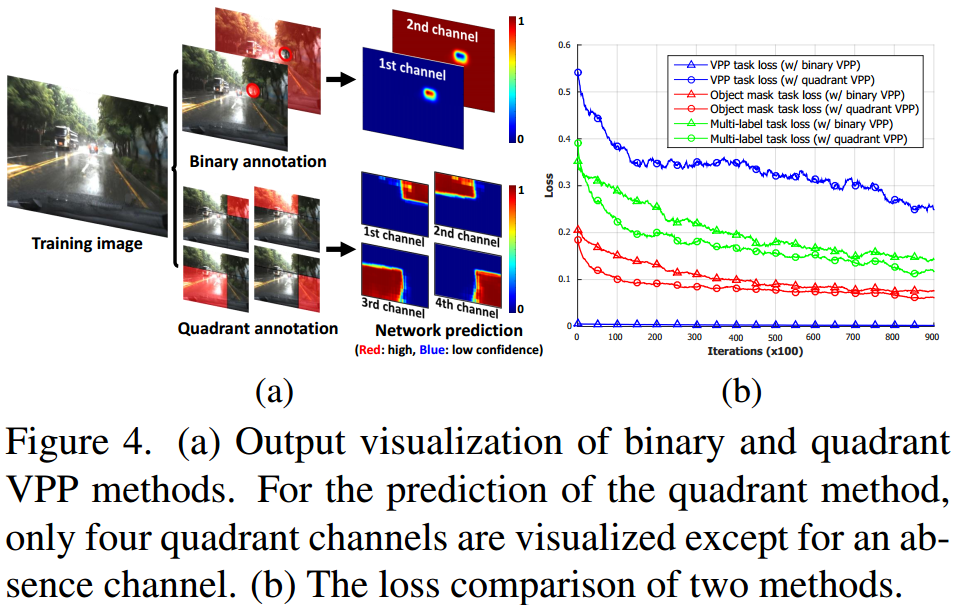 2nd channel
1st channel
1
0
Binary annotation
Training image
1st channel
2nd channel
3rd channel
4th channel
1
0
Quadrant annotation
Network prediction
(Red: high, Blue: low confidence)
(a)
0.6
0.5
0.4
0.3
0.2
0.1
0
Loss
VPP task loss (w/ binary VPP)
VPP task loss (w/ quadrant VPP)
Object mask task loss (w/ binary VPP)
Object mask task loss (w/ quadrant VPP)
Multi-label task loss (w/ binary VPP)
Multi-label task loss (w/ quadrant VPP)
0 100 200 300 400 500 600 700 800 900
Iterations (x100)
(b)
Figure 4. (a) Output visualization of binary and quadrant
VPP methods. For the prediction of the quadrant method,
only four quadrant channels are visualized except for an ab-
sence channel. (b) The loss comparison of two methods.